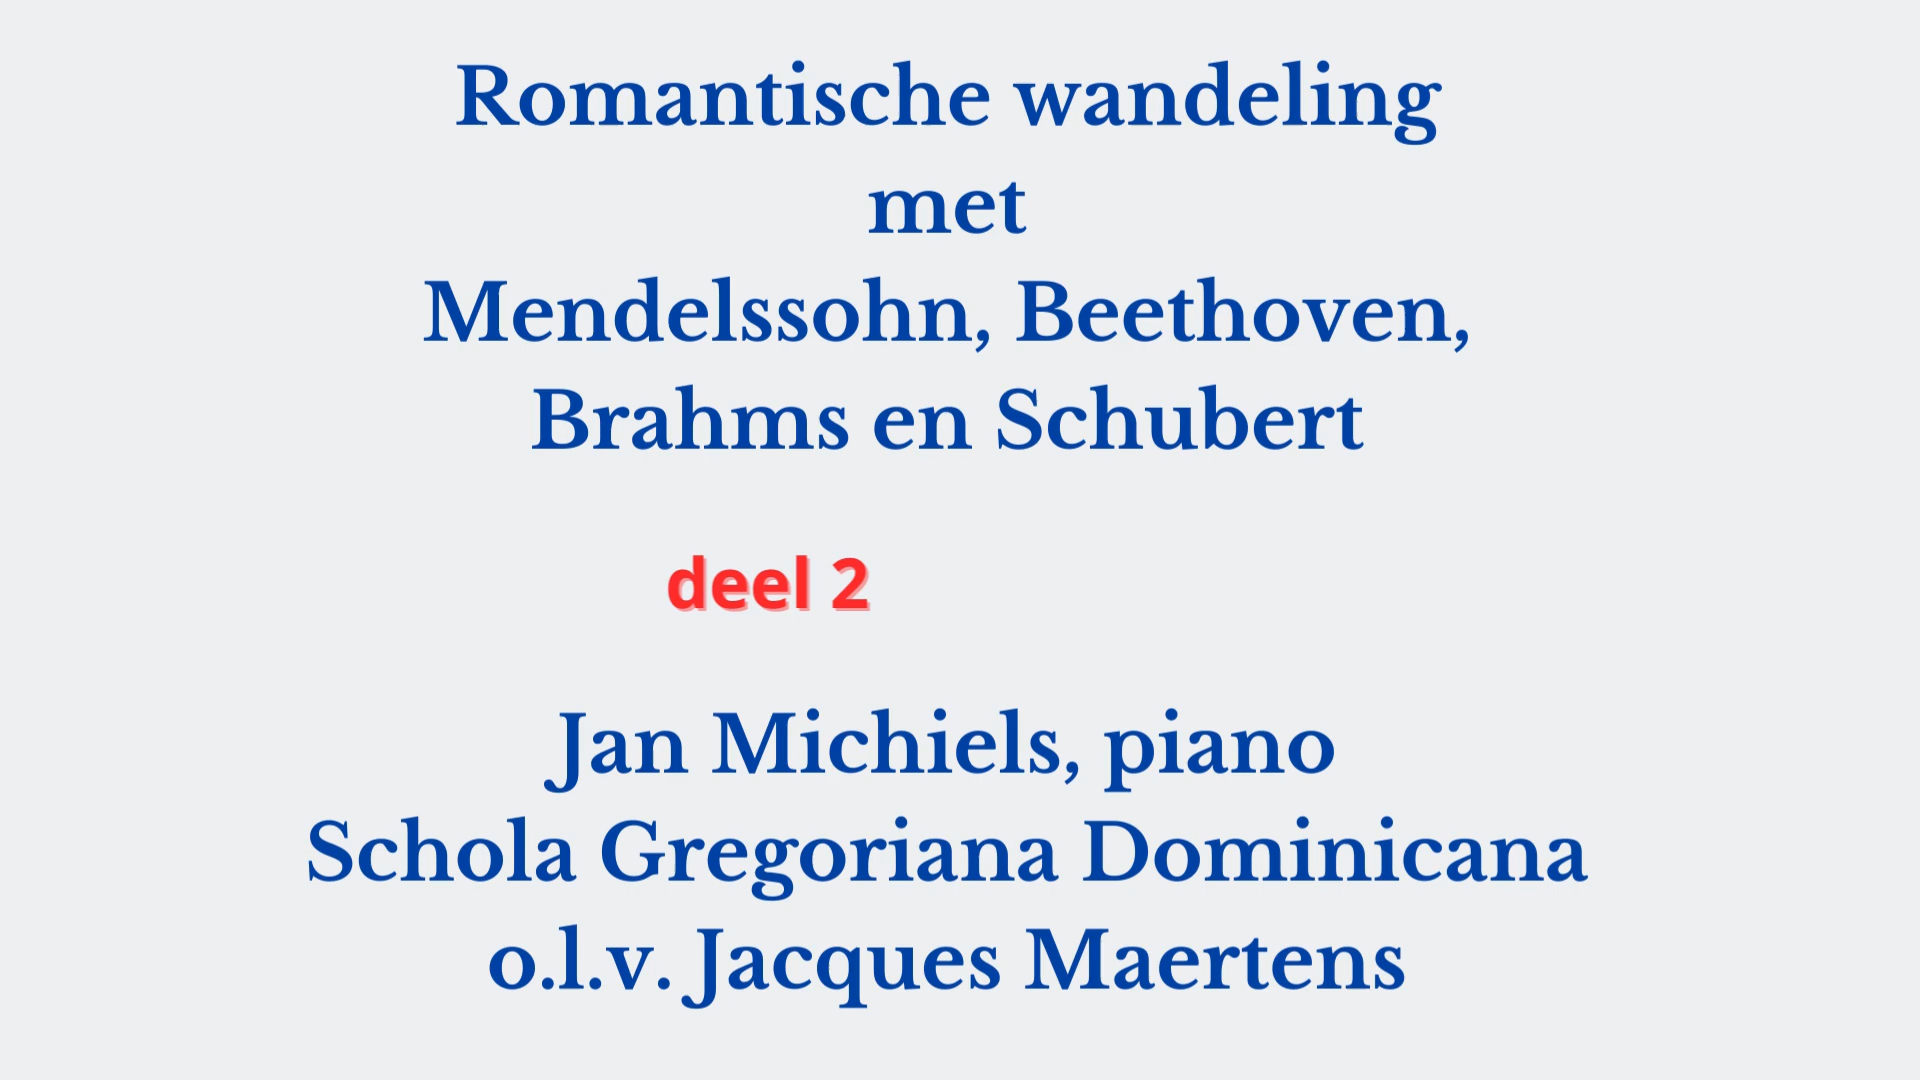 Romantische wandeling
met
Mendelssohn, Beethoven,
Brahms en Schubert
deel 2
Jan Michiels, piano
Schola Gregoriana Dominicana
o.l.v. Jacques Maertens